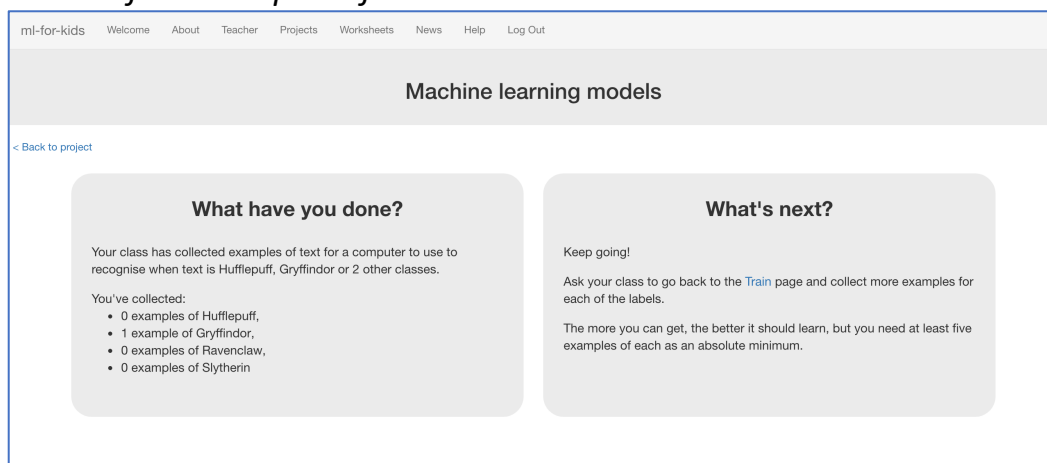 ml-for-kids Welcome About Teacher Projects Worksheets News Help Log Out
Machine learning models
< Back to project
What have you done?
Your class has collected examples of text for a computer to use to
recognise when text is Hufflepuff, Gryffindor or 2 other classes.
You've collected:
• 0 examples of Hufflepuff,
• 1 example of Gryffindor,
• 0 examples of Ravenclaw,
• 0 examples of Slytherin
What's next?
Keep going!
Ask your class to go back to the Train page and collect more examples for
each of the labels.
The more you can get, the better it should learn, but you need at least five
examples of each as an absolute minimum.